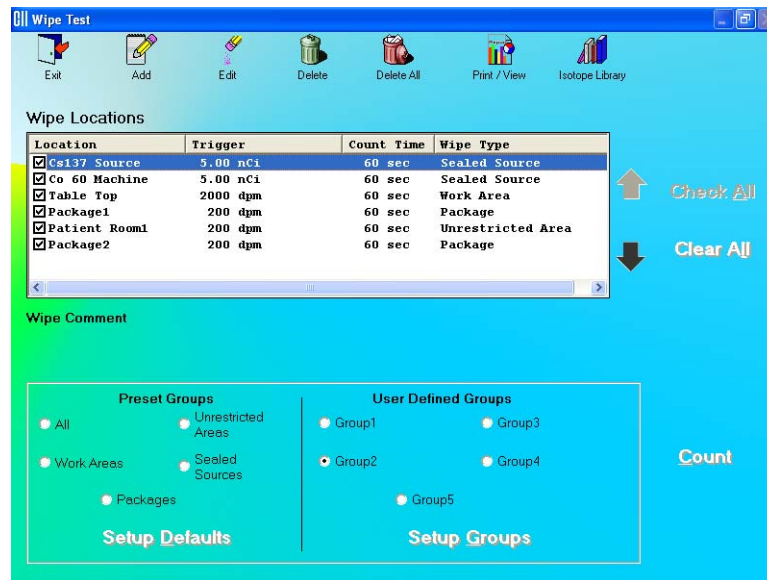 Wipe Test
Exit Add Edit Delete Delete All Print / View Isotope Library
Wipe Locations
Location Trigger Count Time Wipe Type
Cs137 Source 5.00 nCi 60 sec Sealed Source
Co 60 Machine 5.00 nCi 60 sec Sealed Source
Table Top 2000 dpm 60 sec Work Area
Package1 200 dpm 60 sec Package
Patient Room1 200 dpm 60 sec Unrestricted Area
Package2 200 dpm 60 sec Package
Check All
Clear All
Wipe Comment
Preset Groups User Defined Groups
All Unrestricted Areas Group1 Group3
Work Areas Sealed Sources Group2 Group4
Packages Group5
Setup Defaults Setup Groups
Count